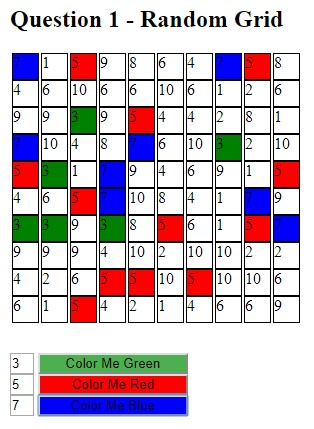 Question 1 - Random Grid
7 1 5 9 8 6 4 7 5 8
4 6 10 6 6 10 6 1 2 6
9 9 3 9 5 4 4 2 8 1
7 10 4 8 7 6 10 3 2 10
5 3 1 7 9 4 6 9 1 5
4 6 5 7 10 8 4 1 7 9
3 3 9 3 8 5 6 1 5 7
9 9 9 4 10 2 10 10 2 2
4 2 6 5 5 10 5 10 10 6
6 1 5 4 2 1 4 6 6 9
3 Color Me Green
5 Color Me Red
7 Color Me Blue